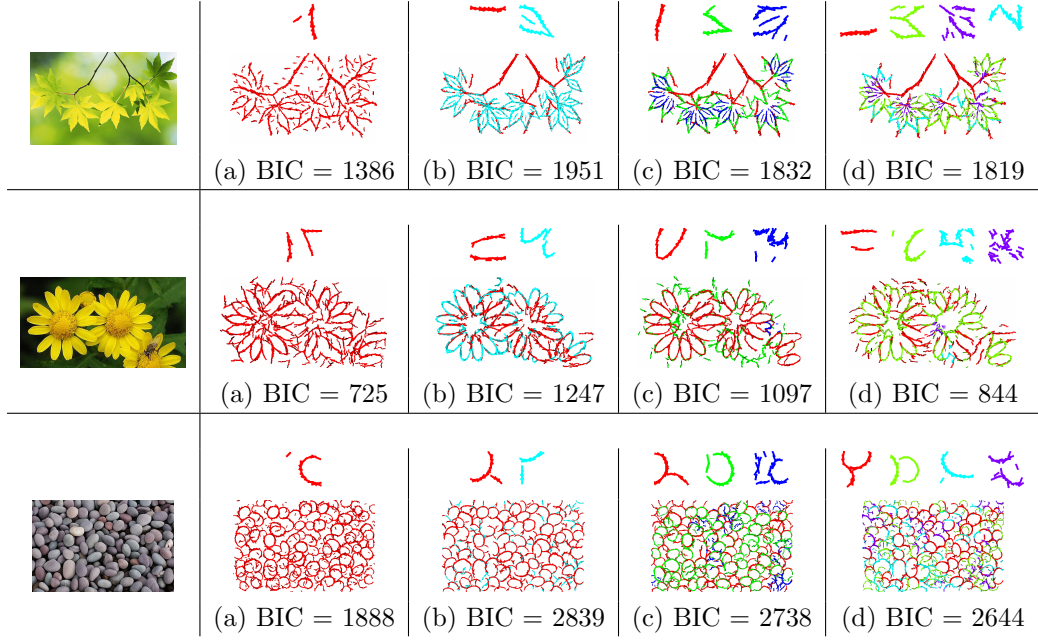 (a) BIC = 1386 (b) BIC = 1951 (c) BIC = 1832 (d) BIC = 1819
(a) BIC = 725 (b) BIC = 1247 (c) BIC = 1097 (d) BIC = 844
(a) BIC = 1888 (b) BIC = 2839 (c) BIC = 2738 (d) BIC = 2644